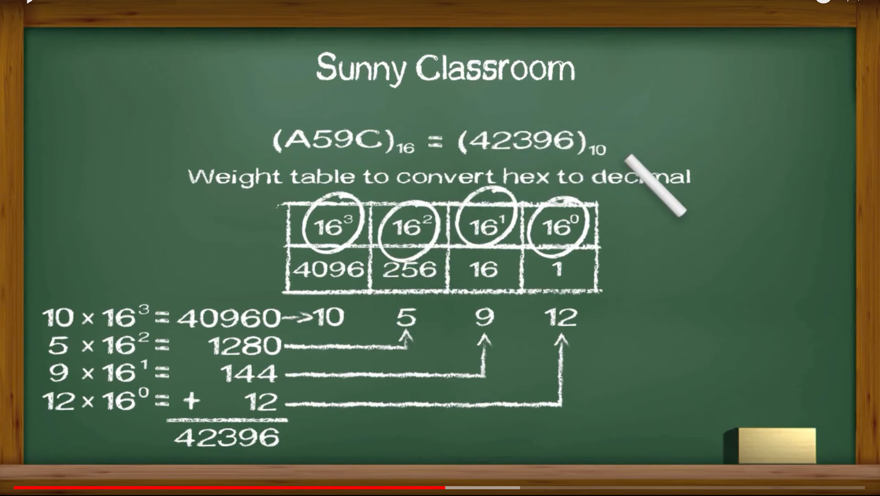 Sunny Classroom
(A59C)₁₆ = (42396)₁₀
Weight table to convert hex to decimal
16³ 16² 16¹ 16⁰
4096 256 16 1
10 × 16³ = 40960->10 5 9 12
5 × 16² = 1280
9 × 16¹ = 144
12 × 16⁰ = + 12
42396